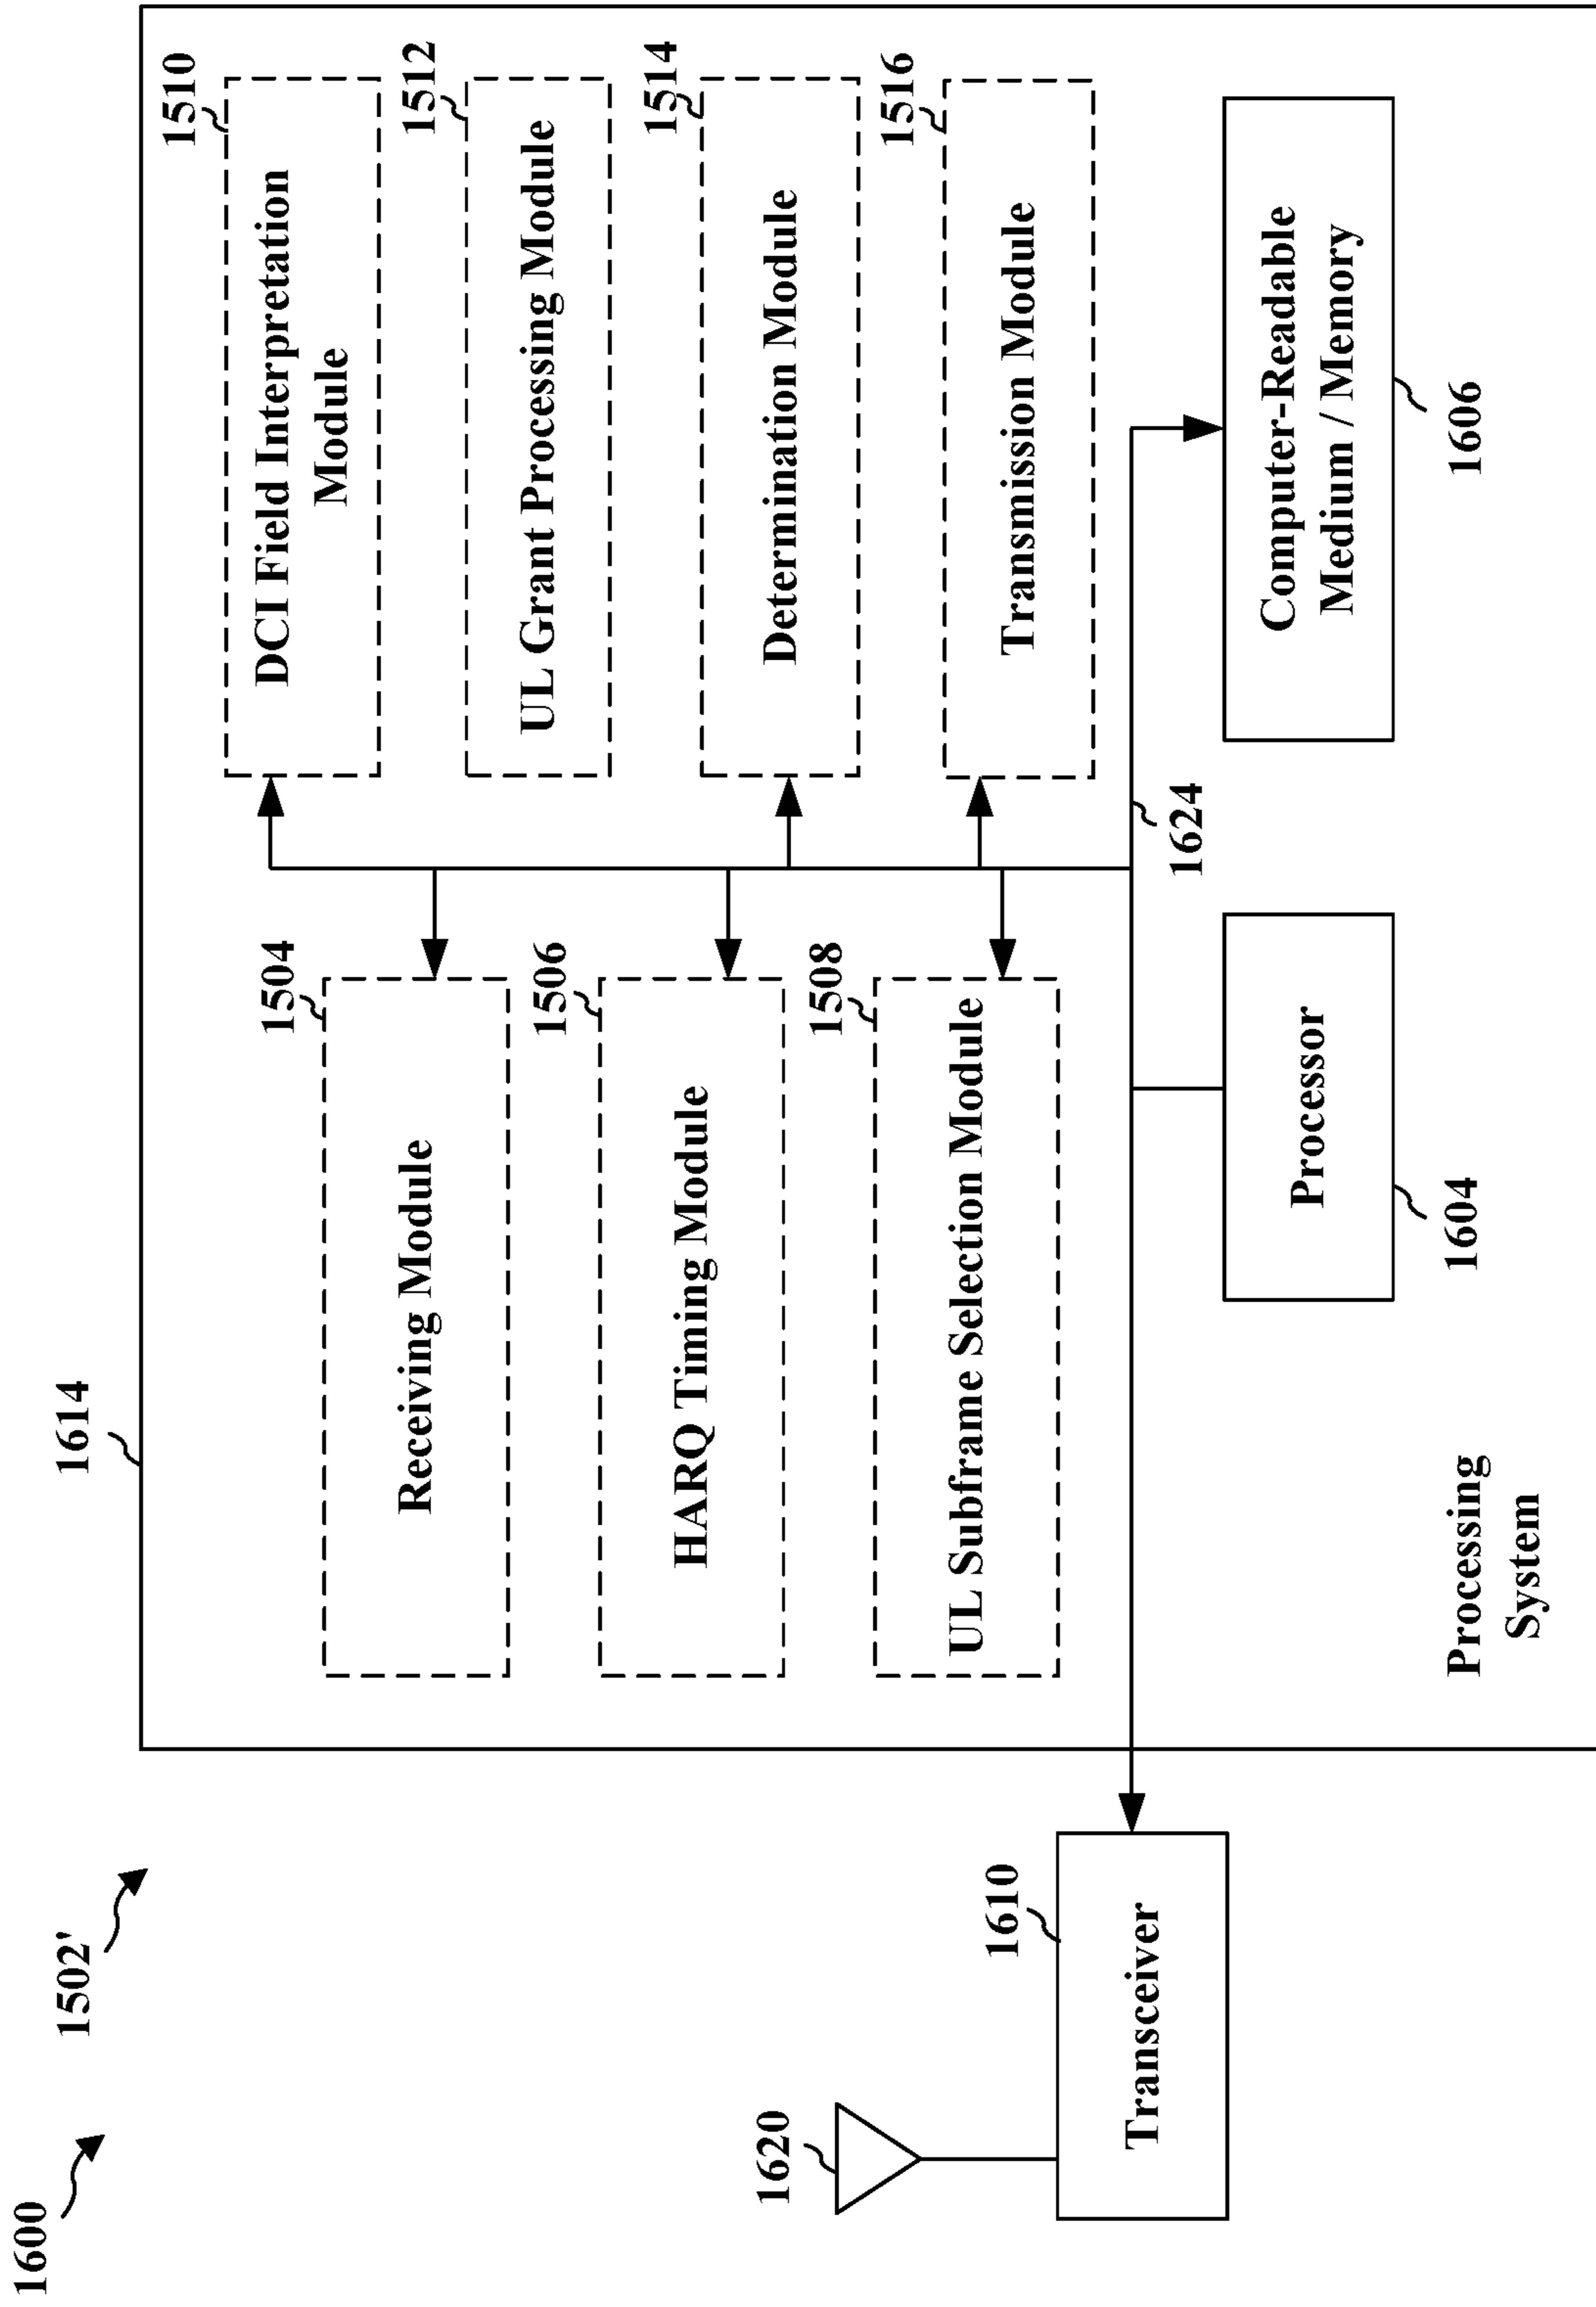 1600
1502'
1614
1504
Receiving Module
1506
HARQ Timing Module
1508
UL Subframe Selection Module
1510
DCI Field Interpretation
Module
1512
UL Grant Processing Module
1514
Determination Module
1516
Transmission Module
1620
1610
Transceiver
1624
Processor
1604
Computer-Readable
Medium / Memory
1606
Processing
System